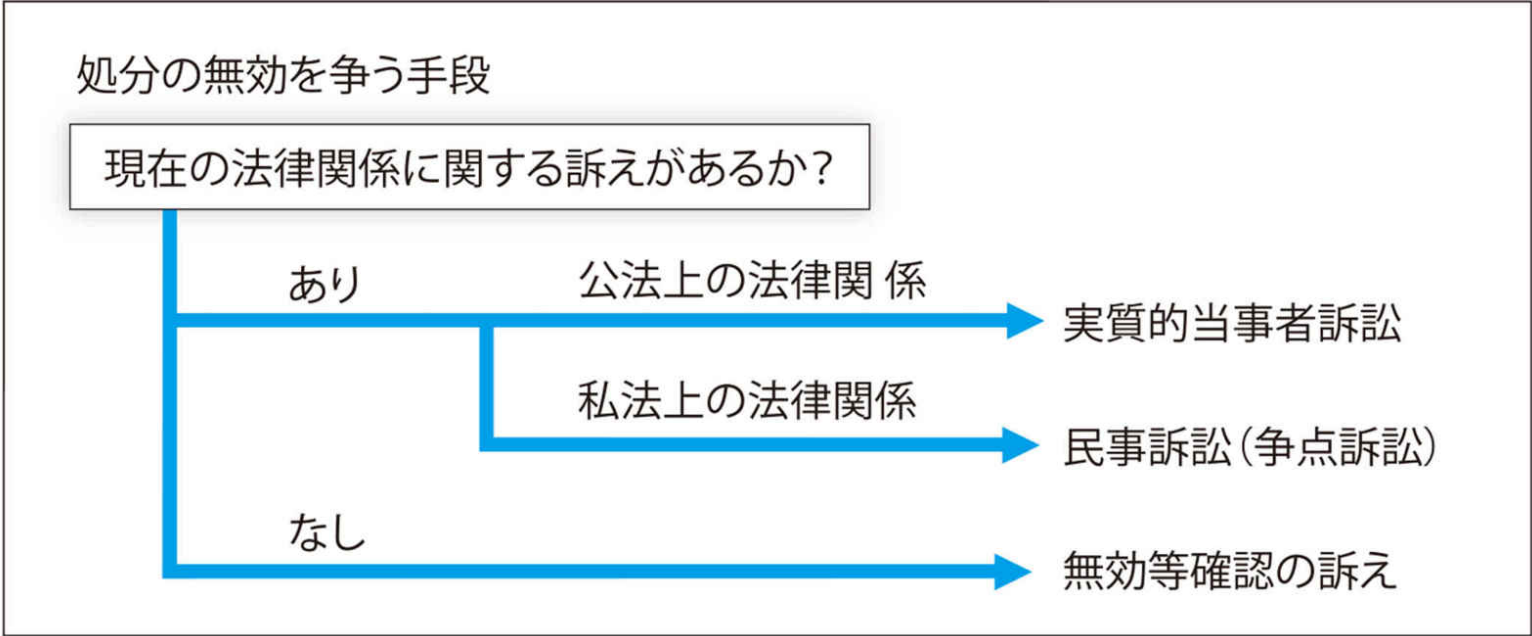 処分の無効を争う手段
現在の法律関係に関する訴えがあるか？
あり
公法上の法律関 係
実質的当事者訴訟
私法上の法律関係
民事訴訟（争点訴訟）
なし
無効等確認の訴え